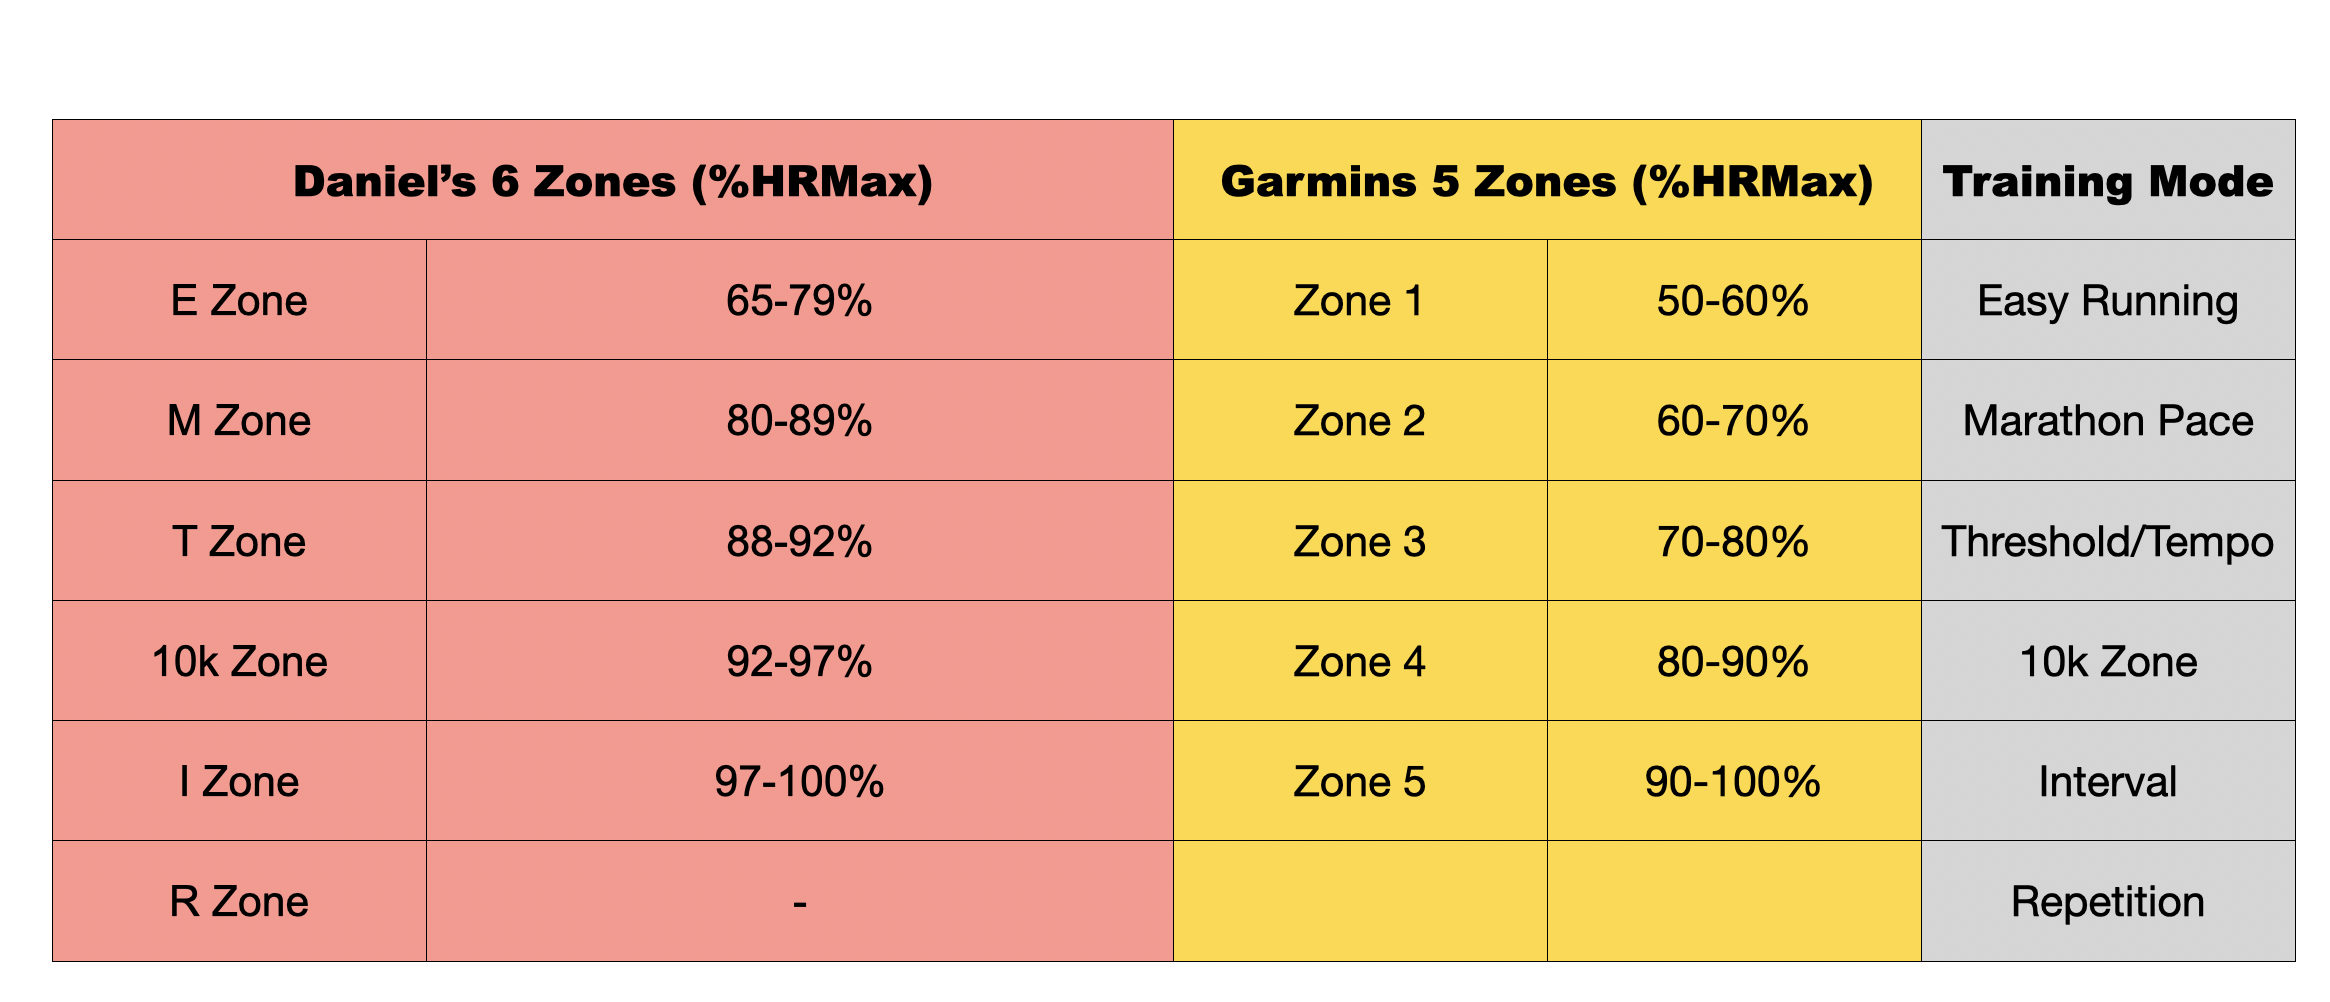 Daniel’s 6 Zones (%HRMax) Garmins 5 Zones (%HRMax) Training Mode
E Zone 65-79% Zone 1 50-60% Easy Running
M Zone 80-89% Zone 2 60-70% Marathon Pace
T Zone 88-92% Zone 3 70-80% Threshold/Tempo
10k Zone 92-97% Zone 4 80-90% 10k Zone
I Zone 97-100% Zone 5 90-100% Interval
R Zone - Repetition